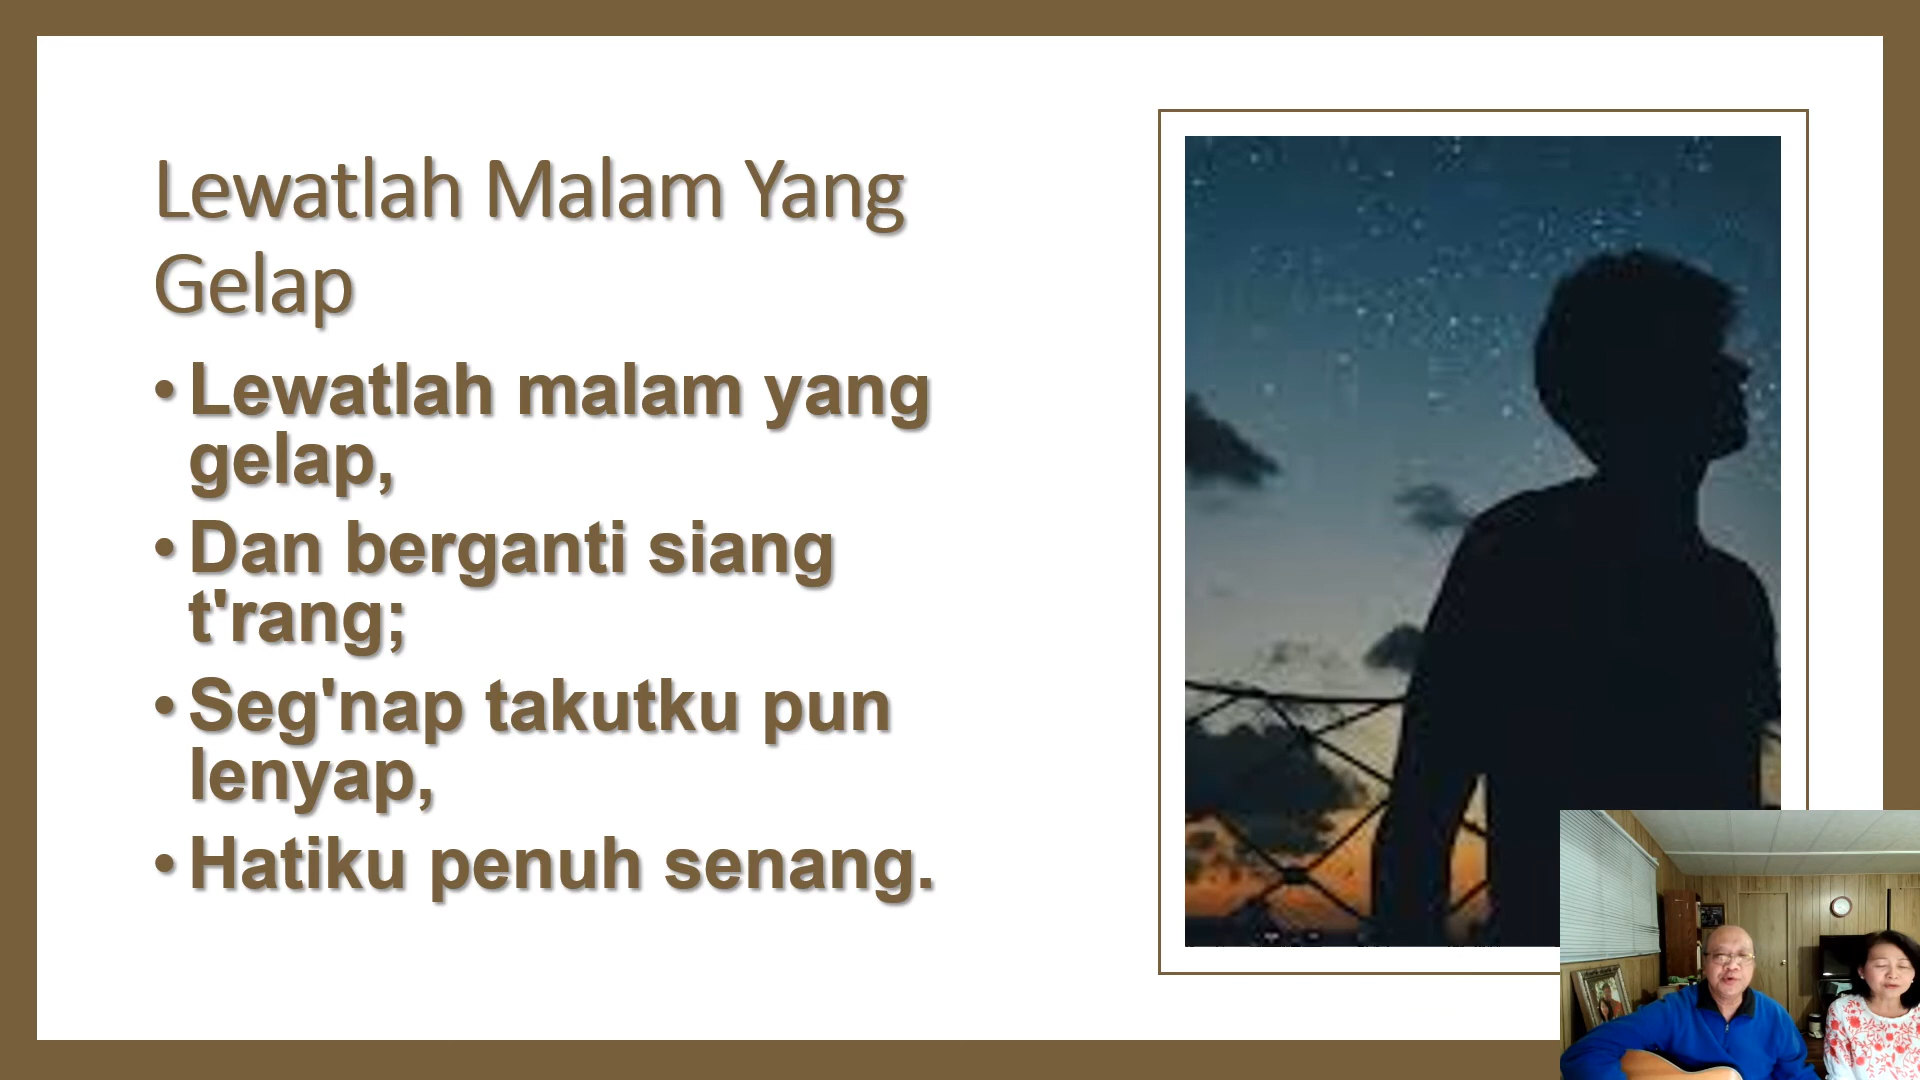 Lewatlah Malam Yang
Gelap
• Lewatlah malam yang
gelap,
• Dan berganti siang
t'rang;
• Seg'nap takutku pun
lenyap,
• Hatiku penuh senang.